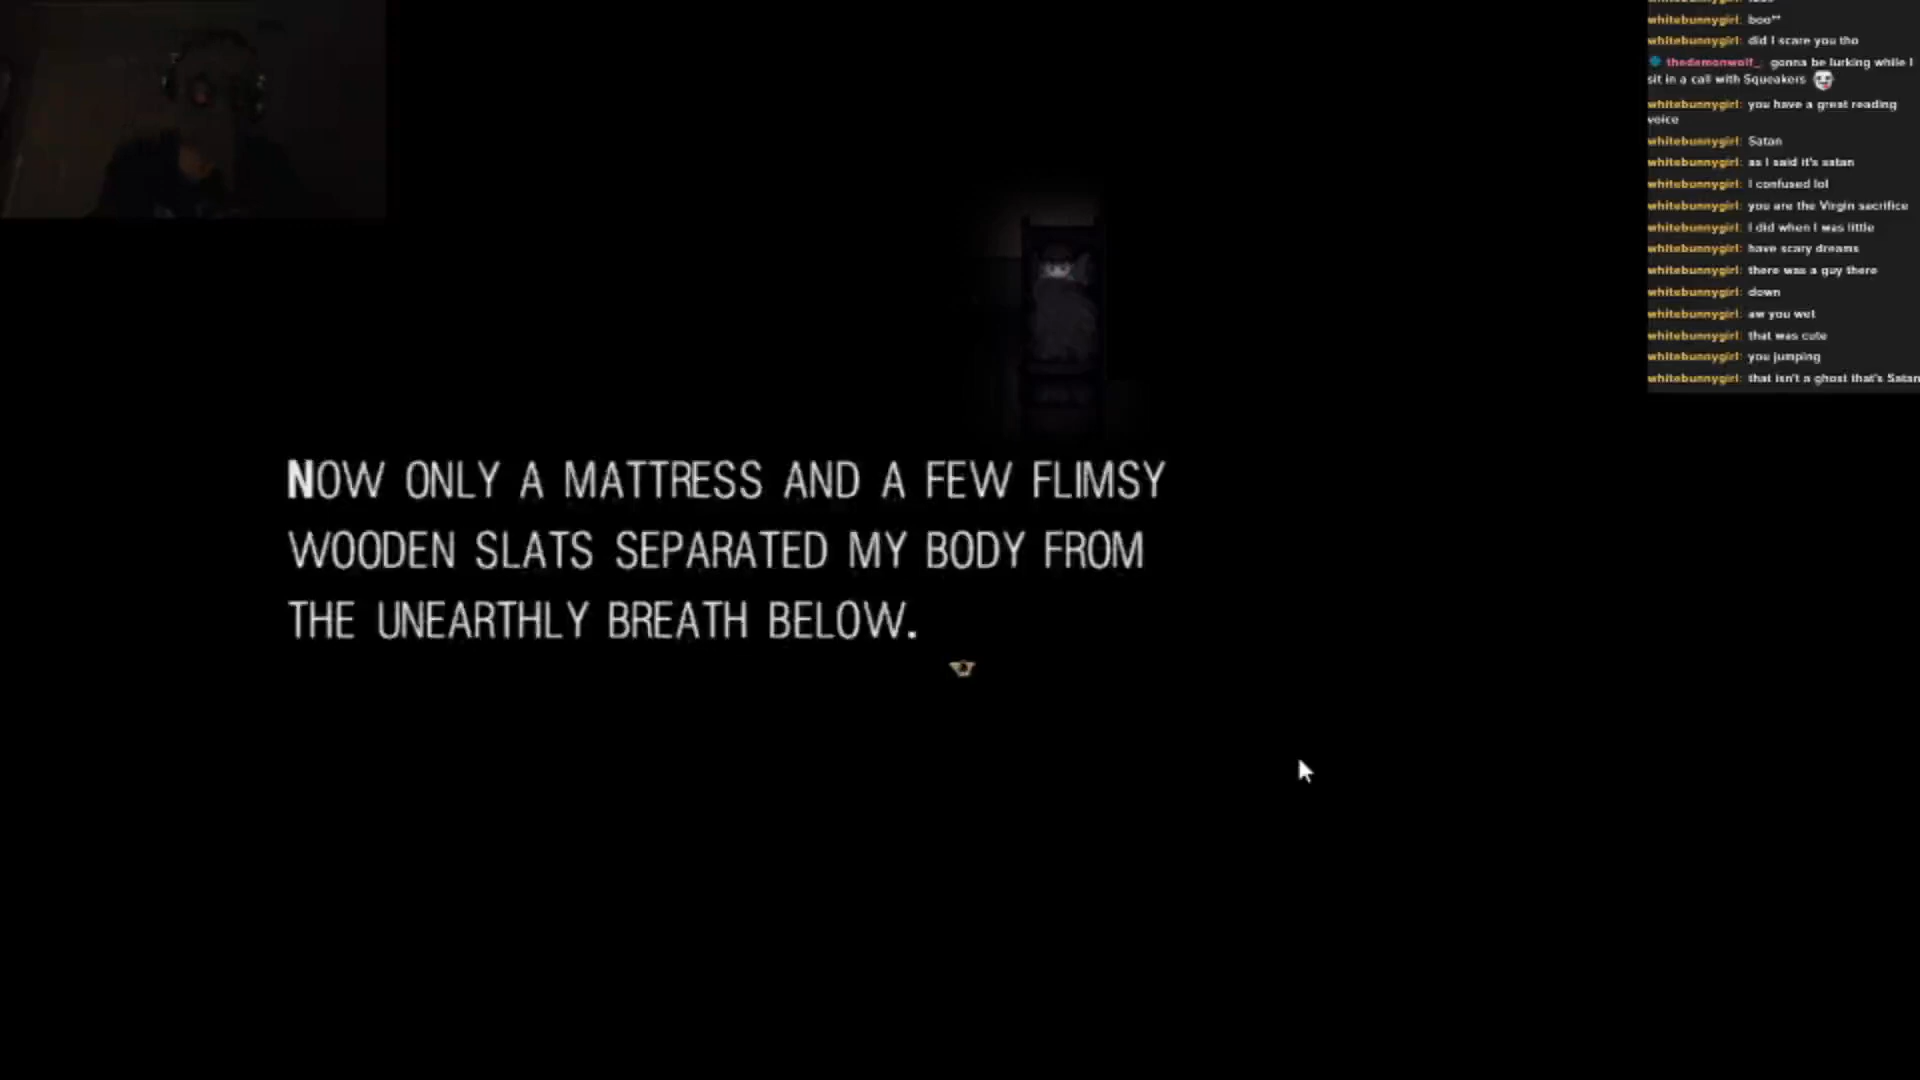 whitebunnygirl: boo**
whitebunnygirl: did I scare you tho
thedemonwolf_: gonna be lurking while I
sit in a call with Squeakers
whitebunnygirl: you have a great reading
voice
whitebunnygirl: Satan
whitebunnygirl: as I said it's satan
whitebunnygirl: I confused lol
whitebunnygirl: you are the Virgin sacrifice
whitebunnygirl: I did when I was little
whitebunnygirl: have scary dreams
whitebunnygirl: there was a guy there
whitebunnygirl: down
whitebunnygirl: aw you wet
whitebunnygirl: that was cute
whitebunnygirl: you jumping
whitebunnygirl: that isn't a ghost that's Satan
NOW ONLY A MATTRESS AND A FEW FLIMSY
WOODEN SLATS SEPARATED MY BODY FROM
THE UNEARTHLY BREATH BELOW.